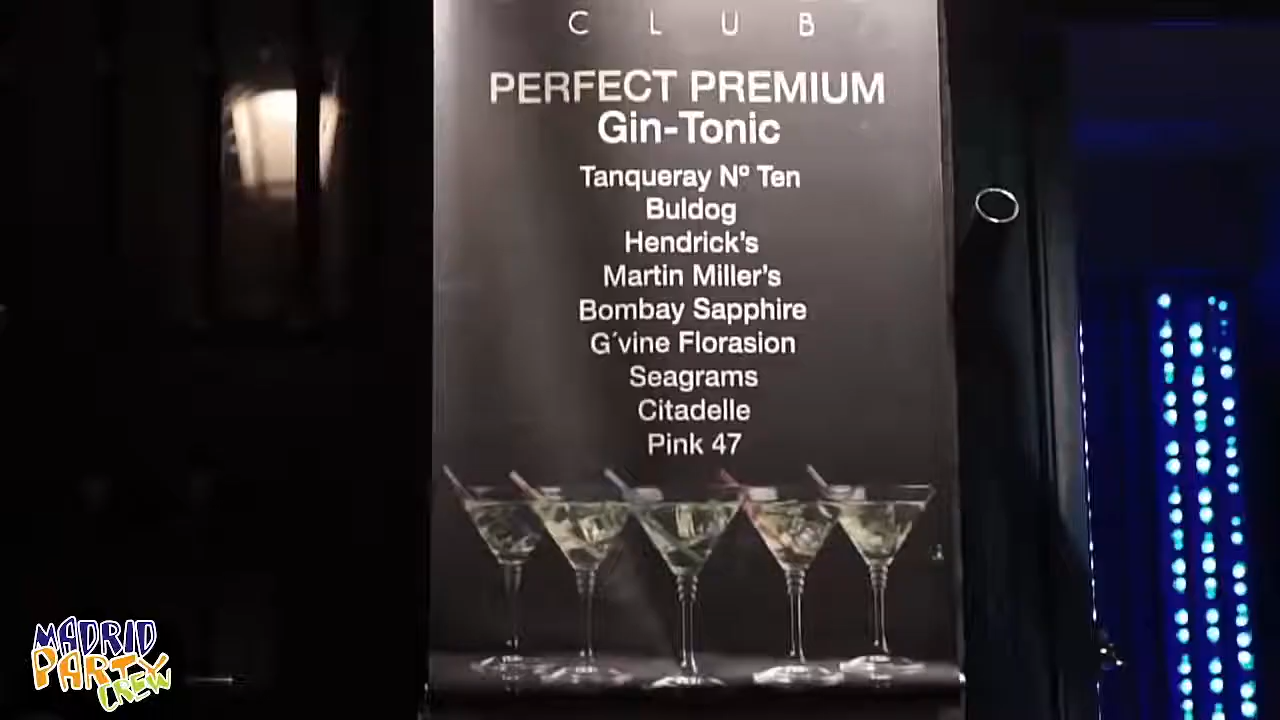 CLUB
PERFECT PREMIUM
Gin-Tonic
Tanqueray Nº Ten
Buldog
Hendrick's
Martin Miller's
Bombay Sapphire
G´vine Florasion
Seagrams
Citadelle
Pink 47
MADRID
PARTY
CREW